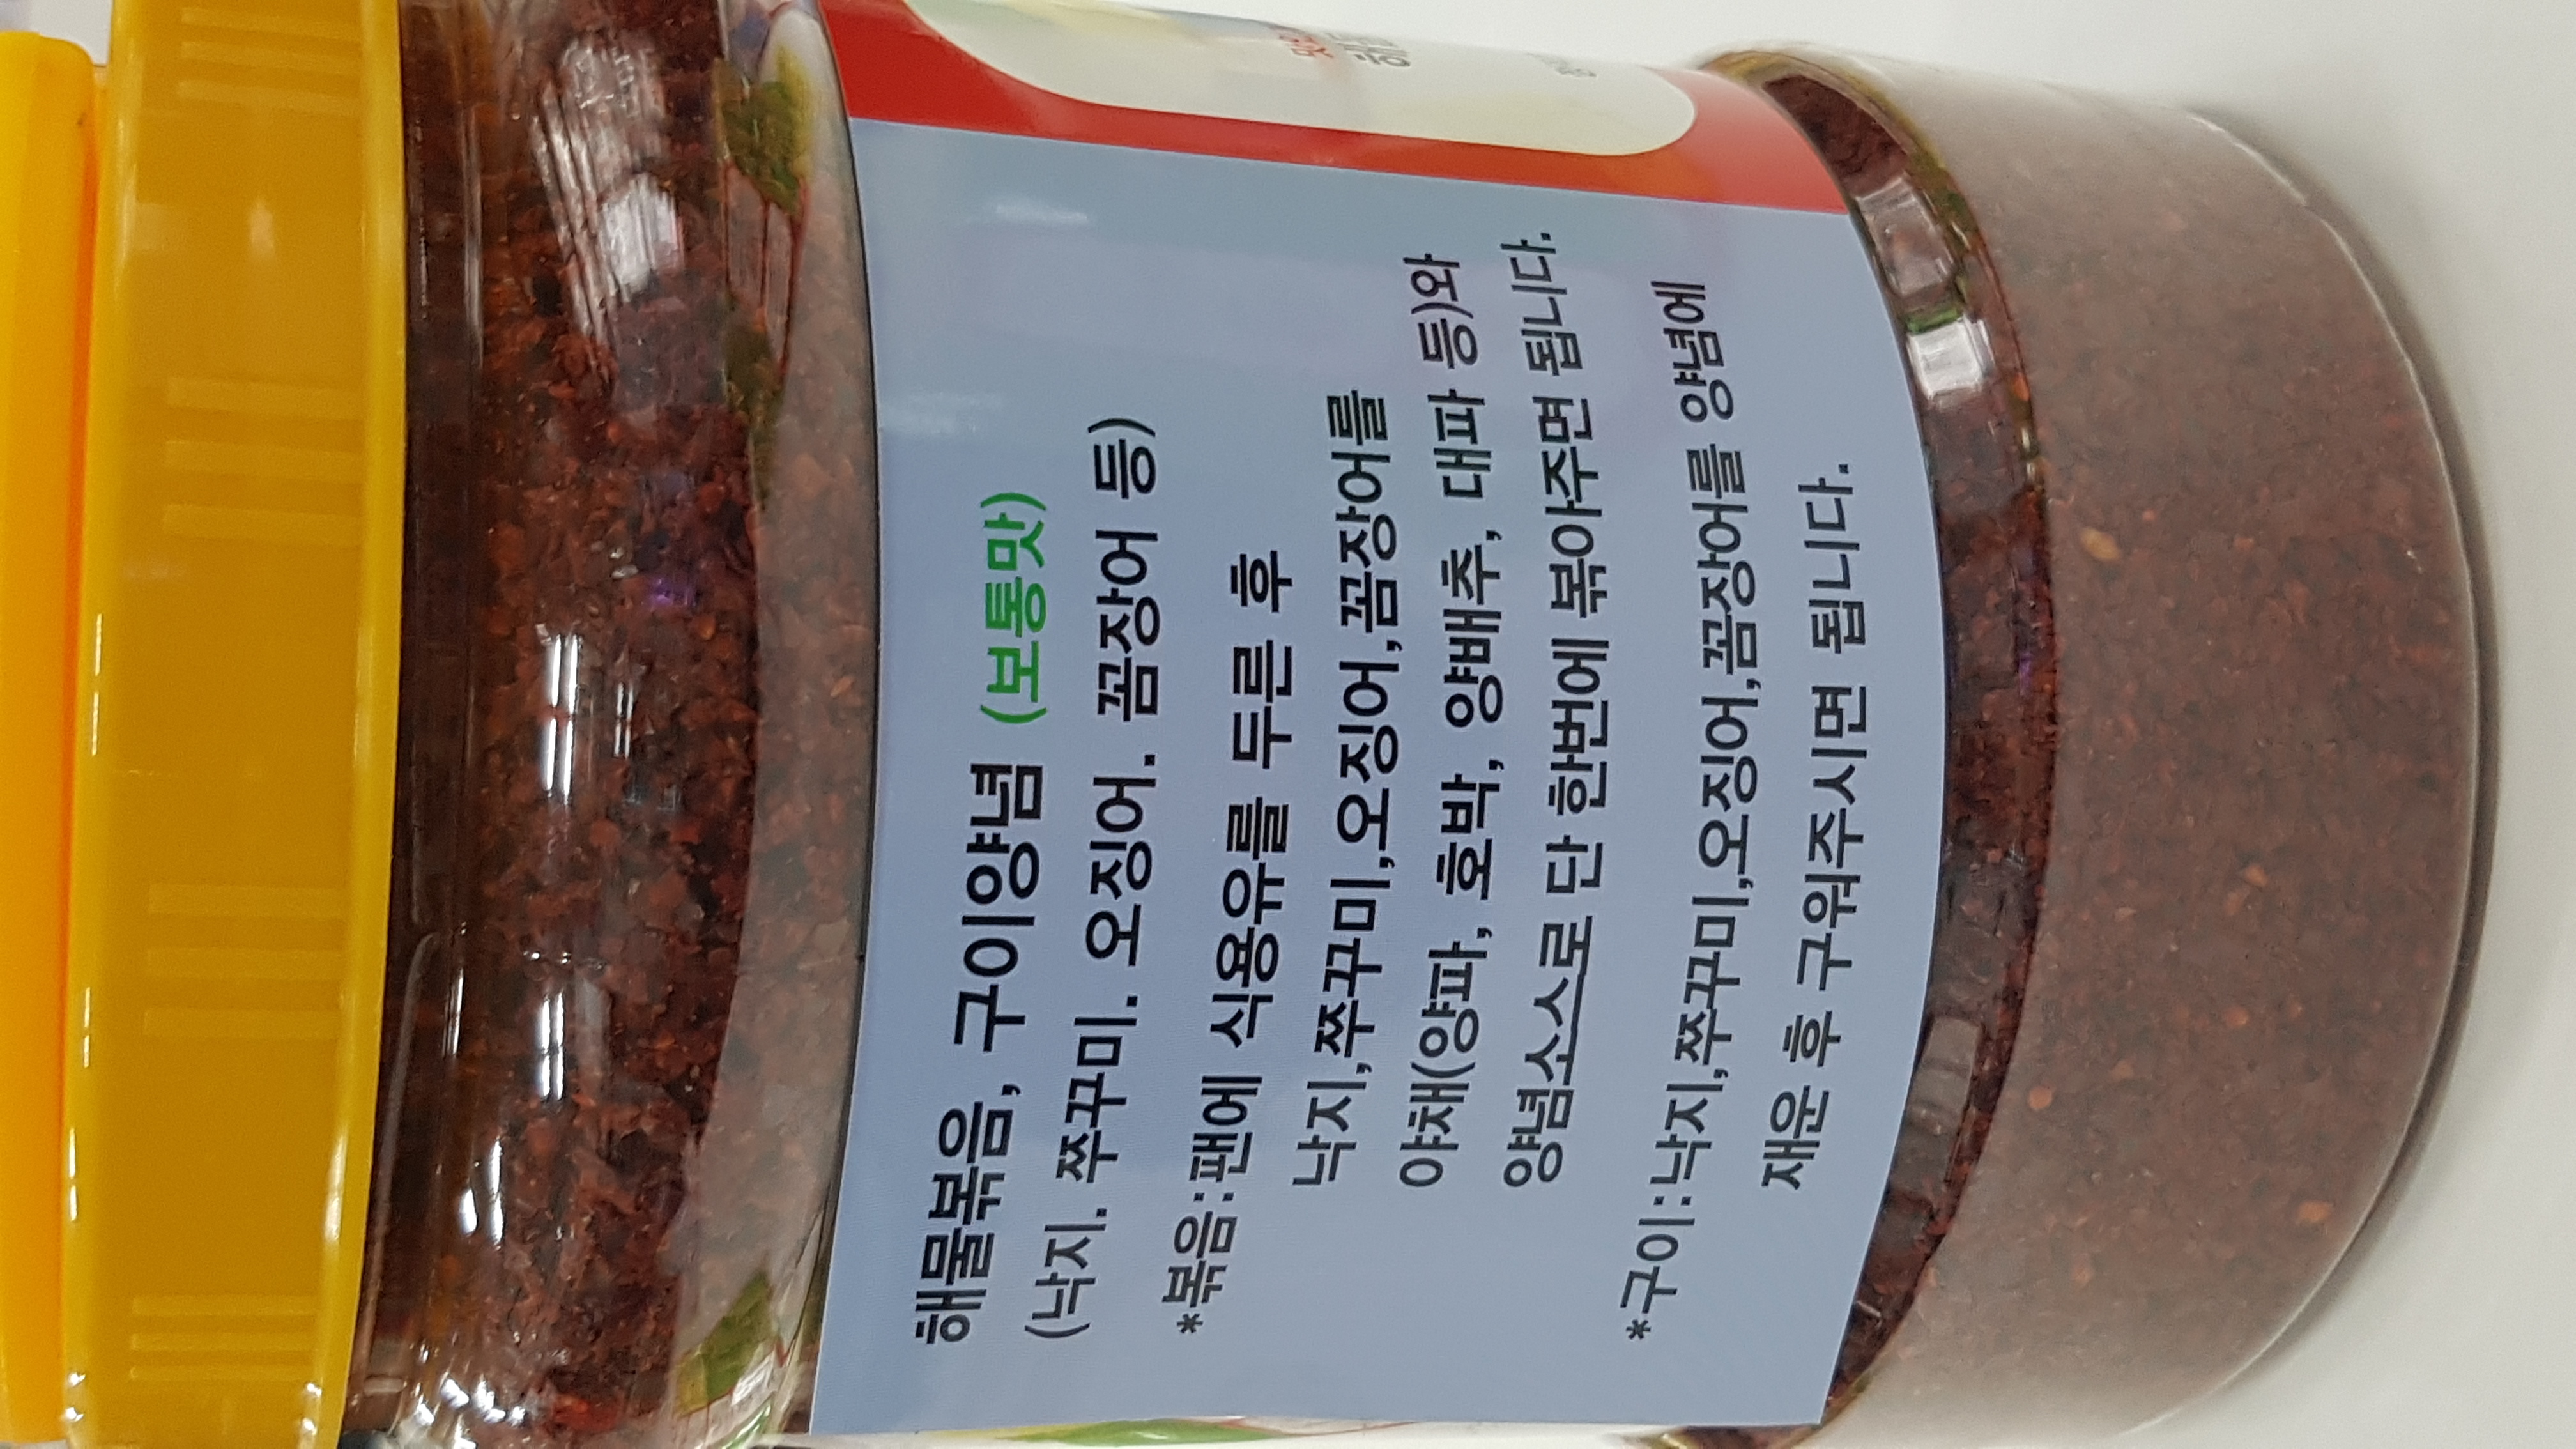 해물볶음, 구이양념 (보통맛)
(낙지. 쭈꾸미. 오징어. 꼼장어 등)
*볶음:팬에 식용유를 두른 후
낙지,쭈꾸미,오징어,꼼장어를
야채(양파, 호박, 양배추, 대파 등)와
양념소스로 단 한번에 볶아주면 됩니다.
*구이:낙지,쭈꾸미,오징어,꼼장어를 양념에
재운 후 구워주시면 됩니다.